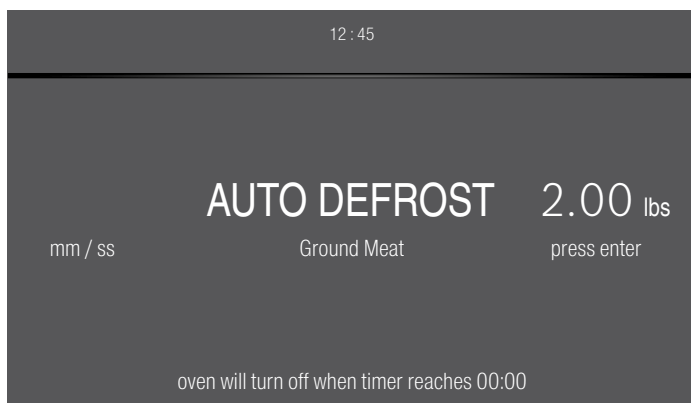 12 : 45
AUTO DEFROST 2.00 lbs
mm / ss Ground Meat press enter
oven will turn off when timer reaches 00:00